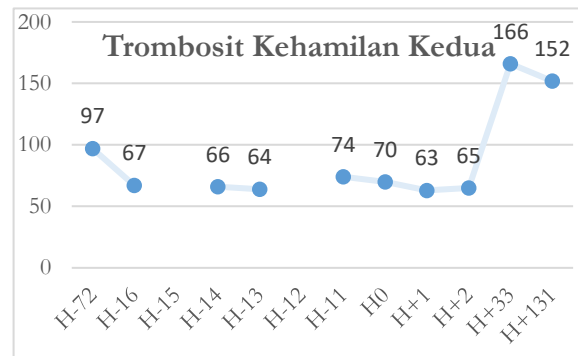 Trombosit Kehamilan Kedua
200
150
100
50
0
97
67
66
64
74
70
63
65
166
152
H-72
H-16
H-15
H-14
H-13
H-12
H-11
H0
H+1
H+2
H+33
H+131